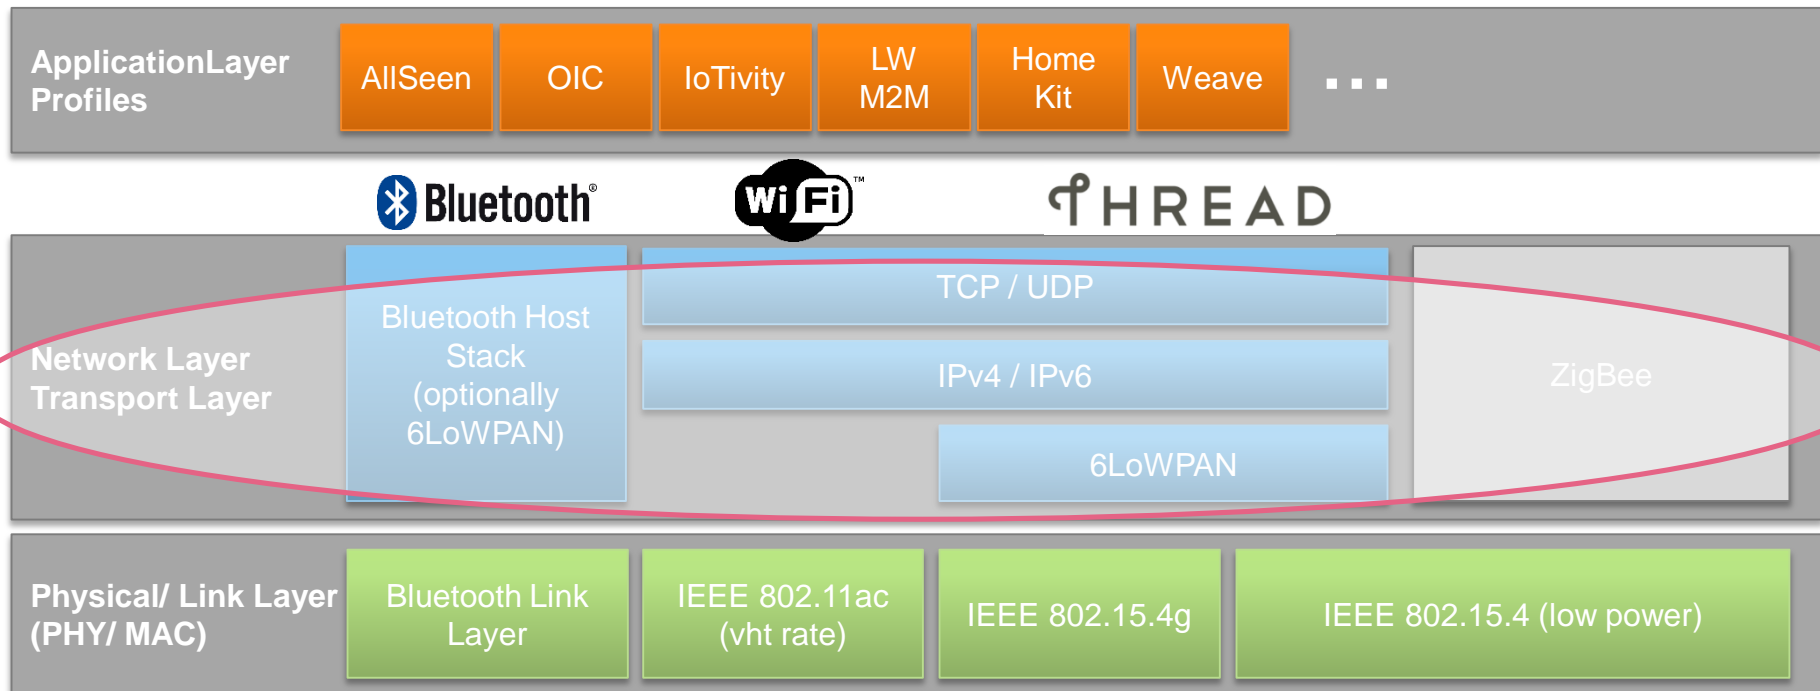 ApplicationLayer
Profiles
AllSeen
OIC
IoTivity
LW
M2M
Home
Kit
Weave
...
Bluetooth®
Wi Fi™
THREAD
Network Layer
Transport Layer
Bluetooth Host
Stack
(optionally
6LoWPAN)
TCP / UDP
IPv4 / IPv6
6LoWPAN
ZigBee
Physical/ Link Layer
(PHY/ MAC)
Bluetooth Link
Layer
IEEE 802.11ac
(vht rate)
IEEE 802.15.4g
IEEE 802.15.4 (low power)